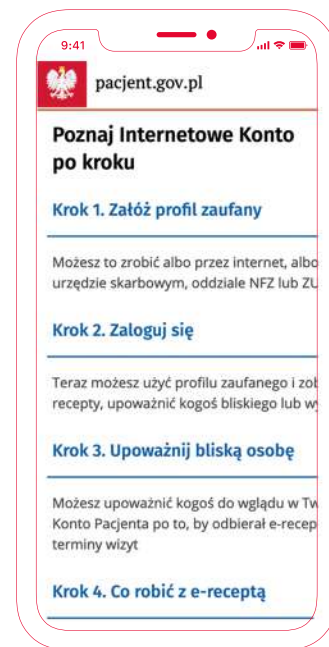 9:41
pacjent.gov.pl
Poznaj Internetowe Konto
po kroku
Krok 1. Załóż profil zaufany
Możesz to zrobić albo przez internet, albo
urzędzie skarbowym, oddziale NFZ lub ZU
Krok 2. Zaloguj się
Teraz możesz użyć profilu zaufanego i zob
recepty, upoważnić kogoś bliskiego lub wy
Krok 3. Upoważnij bliską osobę
Możesz upoważnić kogoś do wglądu w Tw
Konto Pacjenta po to, by odbierał e-recep
terminy wizyt
Krok 4. Co robić z e-receptą